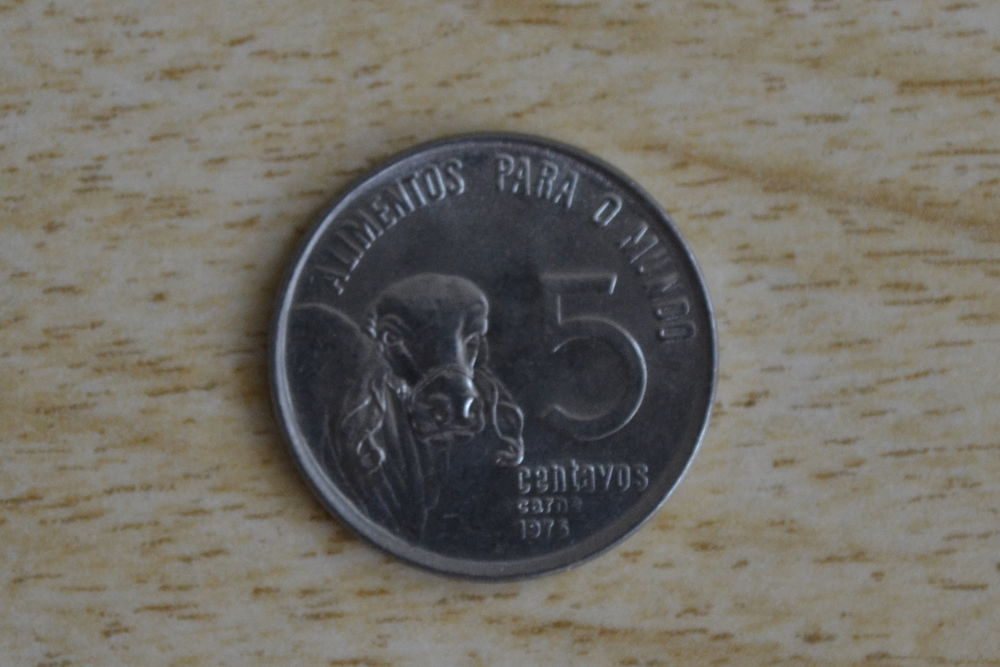 ALIMENTOS PARA O MUNDO
5
centavos
carne
1975